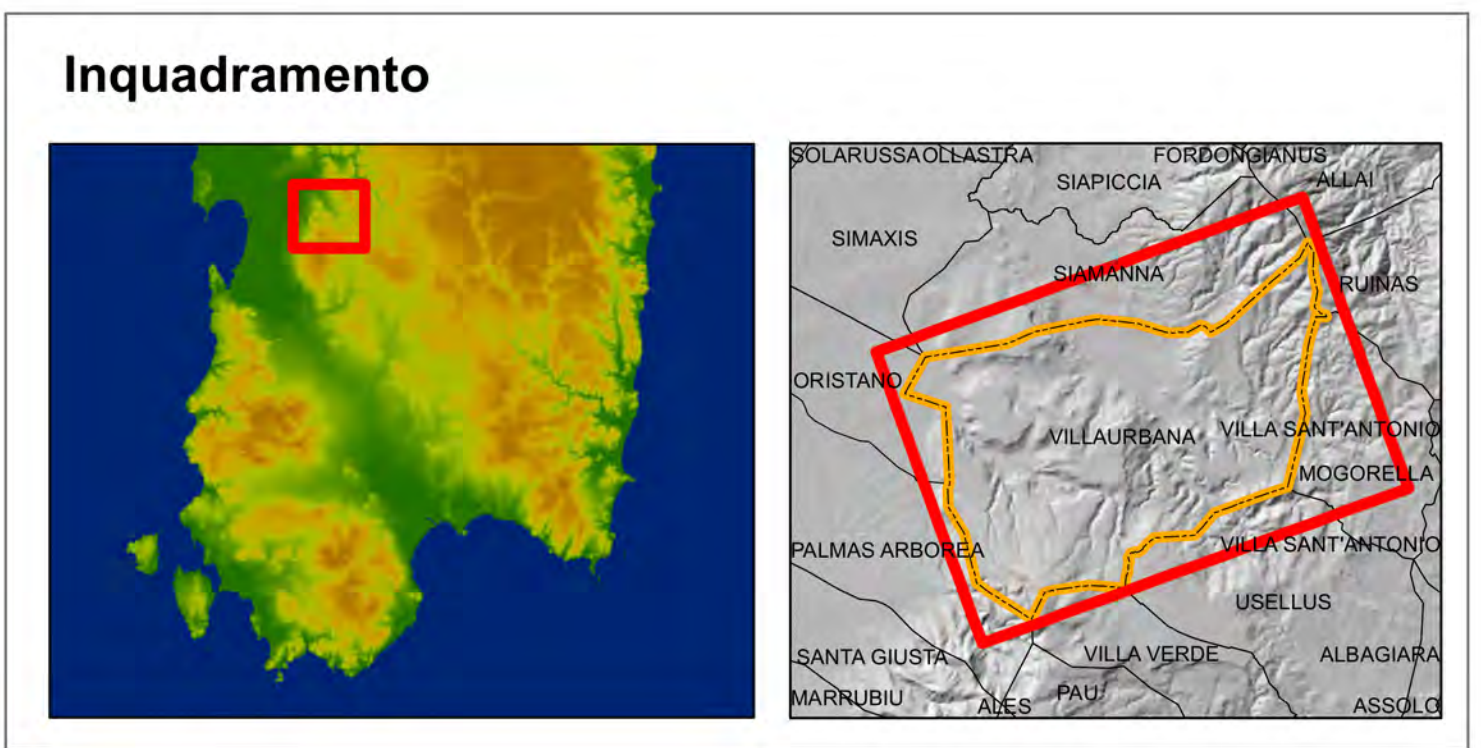 Inquadramento
SOLARUSSA OLLASTRA FORDONGIANUS
SIAPICCIA ALLAI
SIMAXIS
SIAMANNA RUINAS
ORISTANO
VILLAURBANA VILLA SANT'ANTONIO
MOGORELLA
PALMAS ARBOREA VILLA SANT'ANTONIO
USELLUS
SANTA GIUSTA VILLA VERDE ALBAGIARA
MARRUBIU ALES PAU ASSOLO